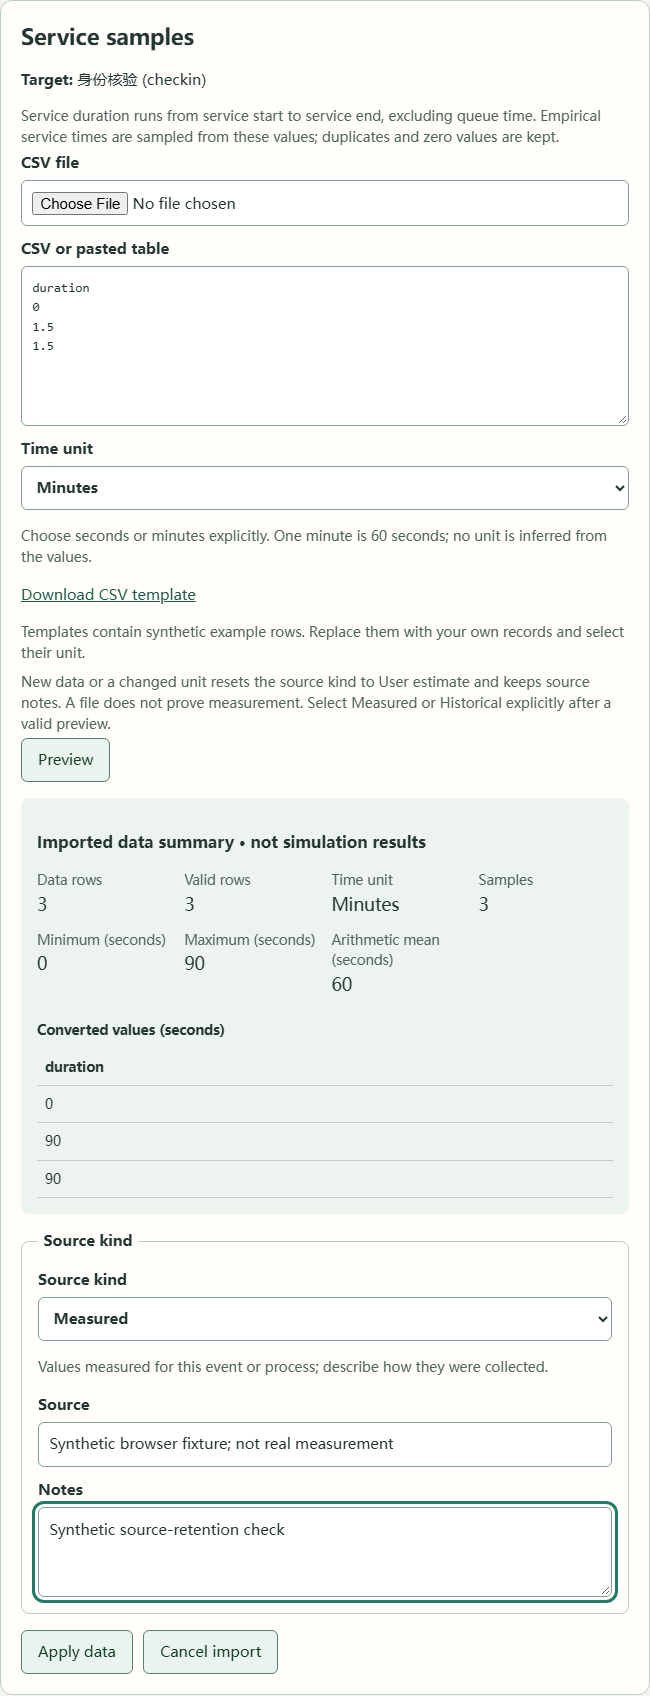 Service samples
Target: 身份核验 (checkin)
Service duration runs from service start to service end, excluding queue time. Empirical
service times are sampled from these values; duplicates and zero values are kept.
CSV file
Choose File No file chosen
CSV or pasted table
duration
0
1.5
1.5
Time unit
Minutes
Choose seconds or minutes explicitly. One minute is 60 seconds; no unit is inferred from
the values.
Download CSV template
Templates contain synthetic example rows. Replace them with your own records and select
their unit.
New data or a changed unit resets the source kind to User estimate and keeps source
notes. A file does not prove measurement. Select Measured or Historical explicitly after a
valid preview.
Preview
Imported data summary • not simulation results
Data rows Valid rows Time unit Samples
3 3 Minutes 3
Minimum (seconds) Maximum (seconds) Arithmetic mean
(seconds)
0 90
60
Converted values (seconds)
duration
0
90
90
Source kind
Source kind
Measured
Values measured for this event or process; describe how they were collected.
Source
Synthetic browser fixture; not real measurement
Notes
Synthetic source-retention check
Apply data Cancel import